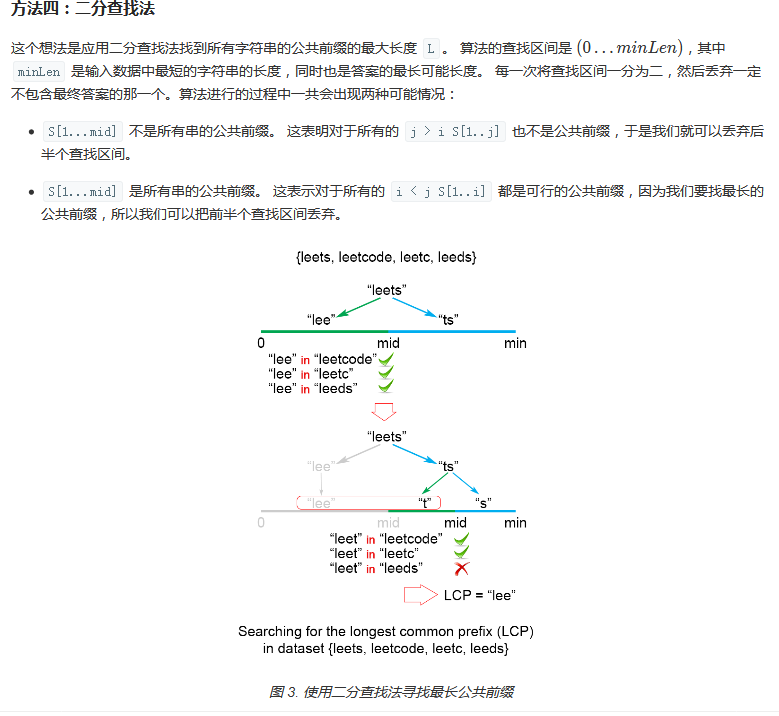 方法四：二分查找法
这个想法是应用二分查找法找到所有字符串的公共前缀的最大长度 L 。 算法的查找区间是 (0…minLen)，其中
minLen 是输入数据中最短的字符串的长度，同时也是答案的最长可能长度。 每一次将查找区间一分为二，然后丢弃一定
不包含最终答案的那一个。算法进行的过程中一共会出现两种可能情况：
• S[1...mid] 不是所有串的公共前缀。 这表明对于所有的 j > i S[1..j] 也不是公共前缀，于是我们就可以丢弃后
半个查找区间。
• S[1...mid] 是所有串的公共前缀。 这表示对于所有的 i < j S[1..i] 都是可行的公共前缀，因为我们要找最长的
公共前缀，所以我们可以把前半个查找区间丢弃。
{leets, leetcode, leetc, leeds}
“leets”
“lee” “ts”
0 mid min
“lee” in “leetcode”
“lee” in “leetc”
“lee” in “leeds”
“leets”
“lee” “ts”
“lee” “t” “s”
0 mid mid min
“leet” in “leetcode”
“leet” in “leetc”
“leet” in “leeds”
LCP = “lee”
Searching for the longest common prefix (LCP)
in dataset {leets, leetcode, leetc, leeds}
图 3. 使用二分查找法寻找最长公共前缀